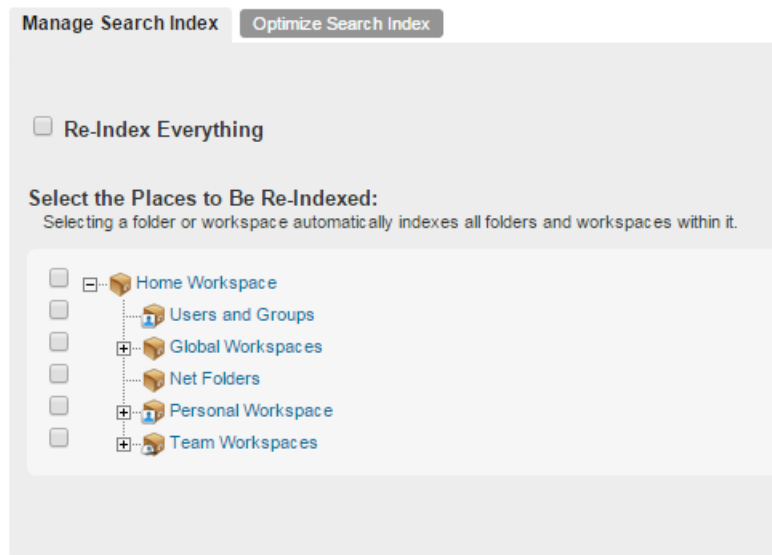 Manage Search Index
Optimize Search Index
Re-Index Everything
Select the Places to Be Re-Indexed:
Selecting a folder or workspace automatically indexes all folders and workspaces within it.
Home Workspace
Users and Groups
Global Workspaces
Net Folders
Personal Workspace
Team Workspaces